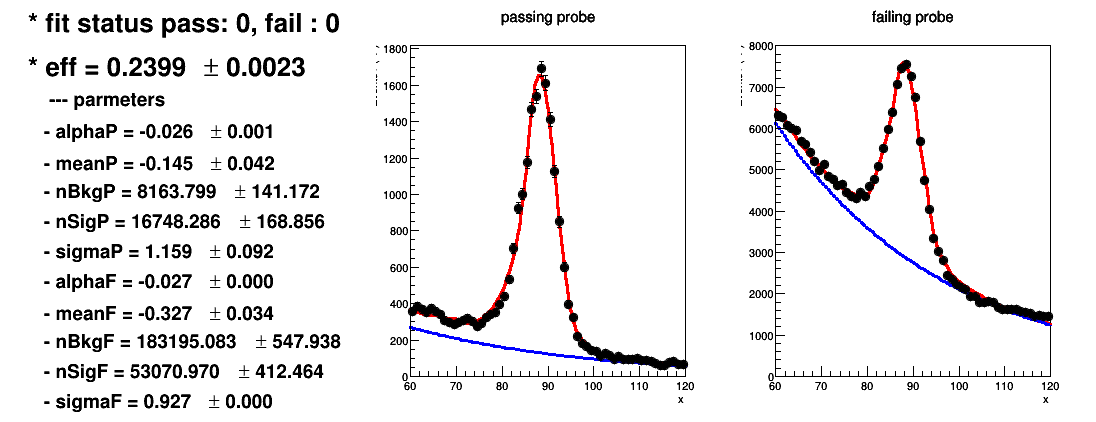 * fit status pass: 0, fail : 0
* eff = 0.2399 ± 0.0023
--- parmeters
- alphaP = -0.026 ± 0.001
- meanP = -0.145 ± 0.042
- nBkgP = 8163.799 ± 141.172
- nSigP = 16748.286 ± 168.856
- sigmaP = 1.159 ± 0.092
- alphaF = -0.027 ± 0.000
- meanF = -0.327 ± 0.034
- nBkgF = 183195.083 ± 547.938
- nSigF = 53070.970 ± 412.464
- sigmaF = 0.927 ± 0.000
passing probe
1800
1600
1400
1200
1000
800
600
400
200
0
60 70 80 90 100 110 120
x
failing probe
8000
7000
6000
5000
4000
3000
2000
1000
0
60 70 80 90 100 110 120
x